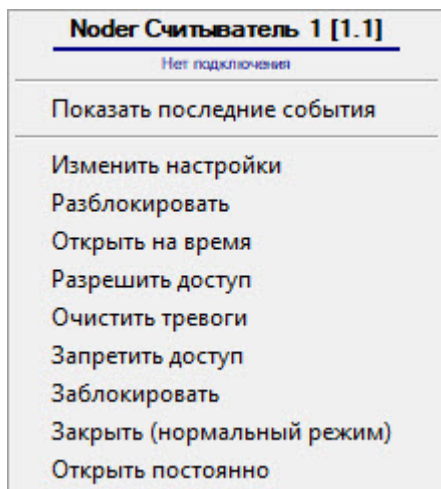 Noder Считыватель 1 [1.1]
Нет подключения
Показать последние события
Изменить настройки
Разблокировать
Открыть на время
Разрешить доступ
Очистить тревоги
Запретить доступ
Заблокировать
Закрыть (нормальный режим)
Открыть постоянно